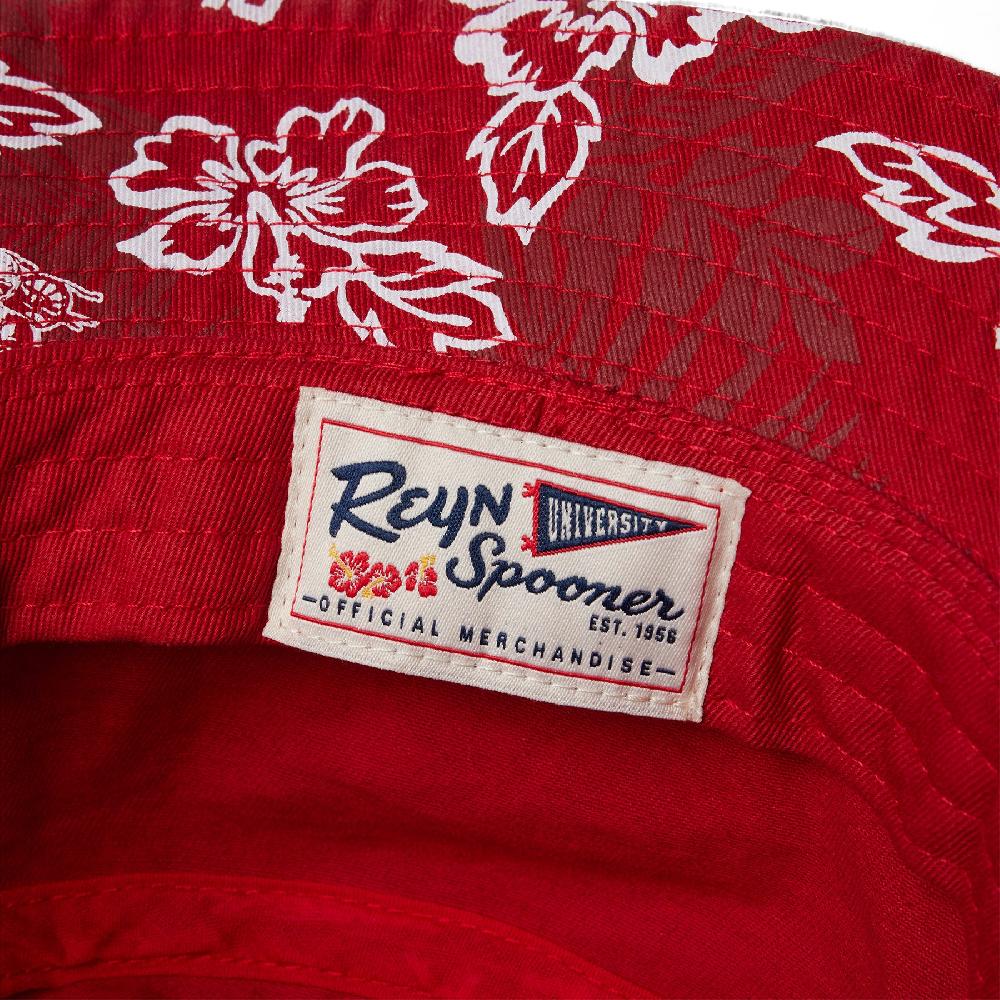 REYN
UNIVERSITY
Spooner
EST. 1956
—OFFICIAL MERCHANDISE—